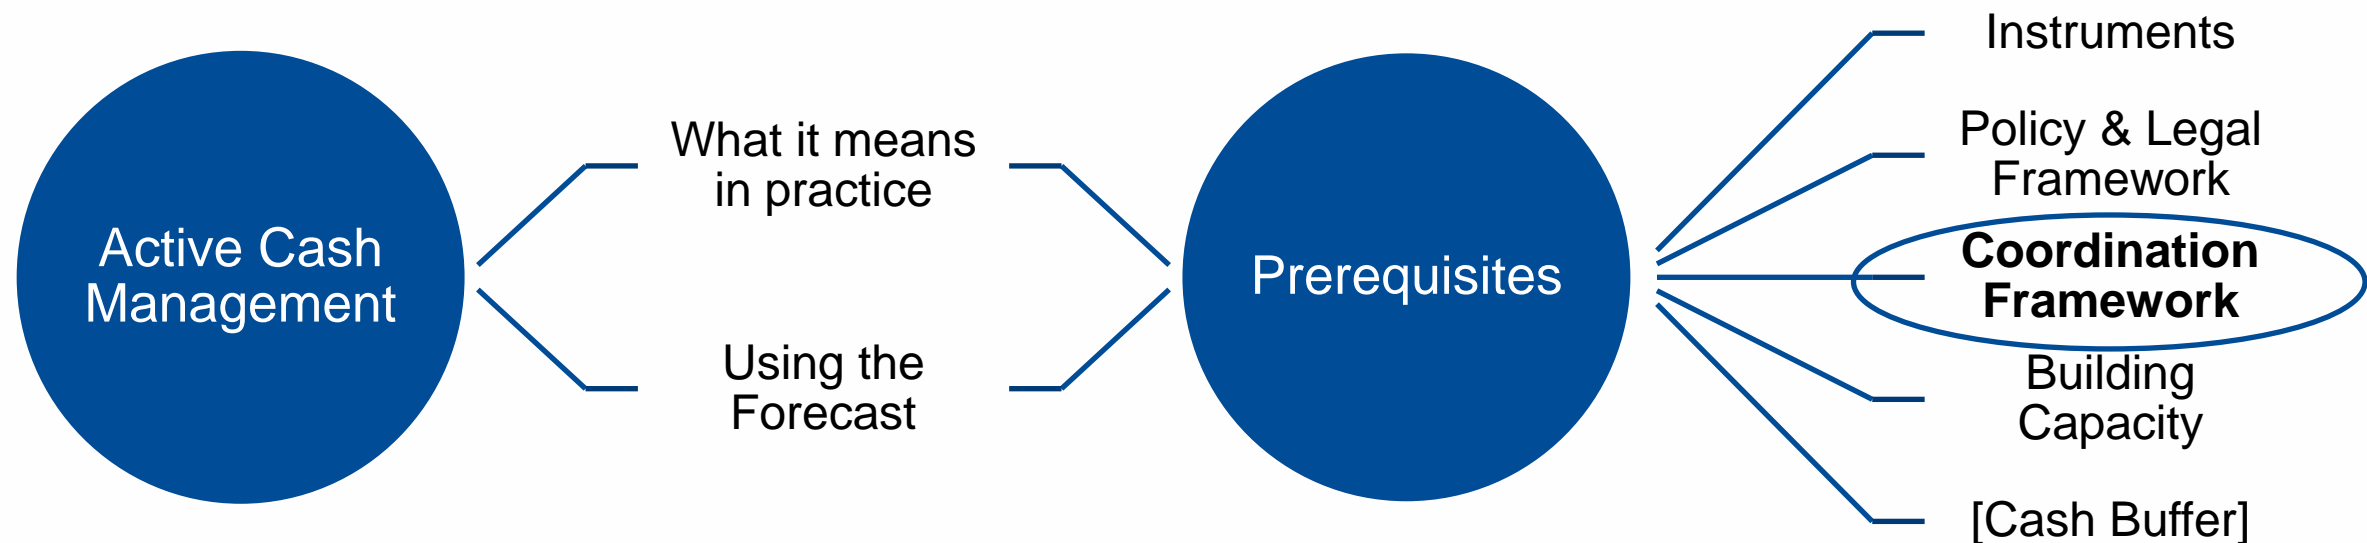 Active Cash
Management
What it means
in practice
Using the
Forecast
Prerequisites
Instruments
Policy & Legal
Framework
Coordination
Framework
Building
Capacity
[Cash Buffer]